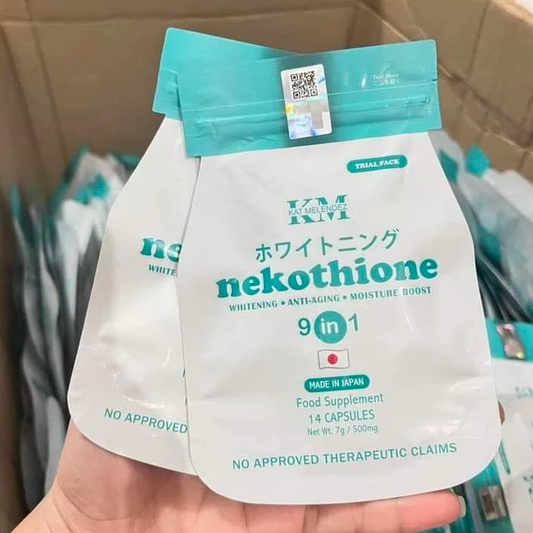 TRIAL PACK
KM
KAT MELENDEZ
ホワイトニング
nekothione
WHITENING • ANTI-AGING • MOISTURE BOOST
9 in 1
MADE IN JAPAN
Food Supplement
14 CAPSULES
Net Wt. 7g / 500mg
NO APPROVED THERAPEUTIC CLAIMS
ne
WHITE
NO APPROVED